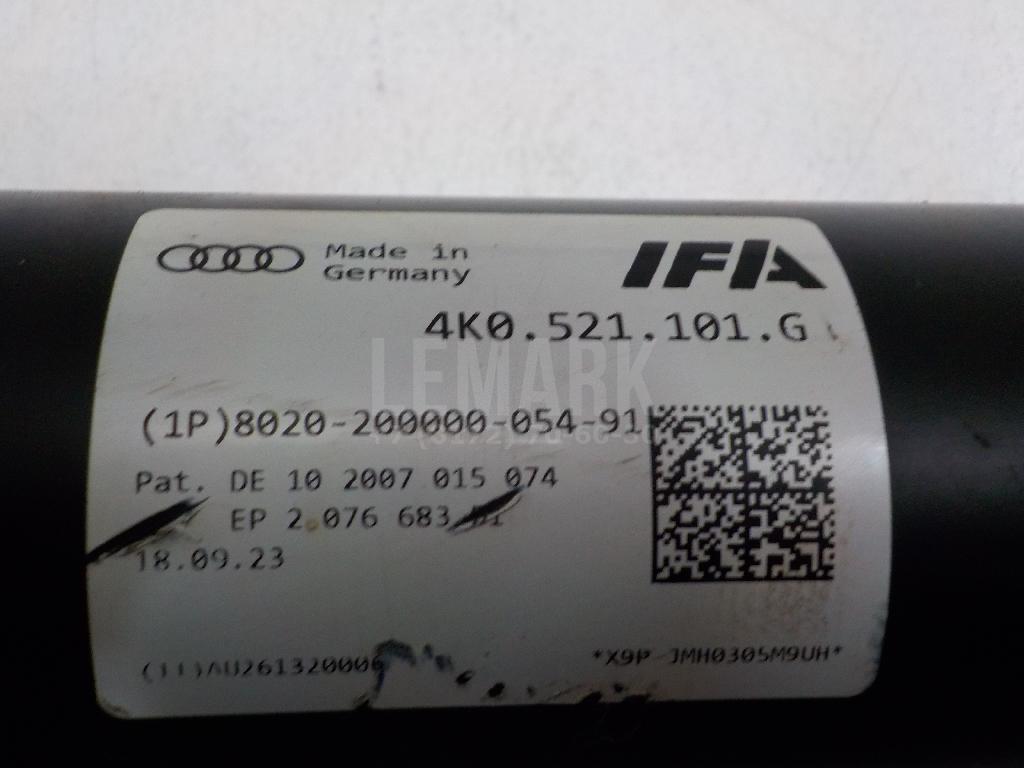 Made in
Germany
IFA
4K0.521.101.G
LEMARK
(1P)8020-200000-054-91
Pat. DE 10 2007 015 074
EP 2 076 683
18.09.23
*X9P JMH0305M9UH*